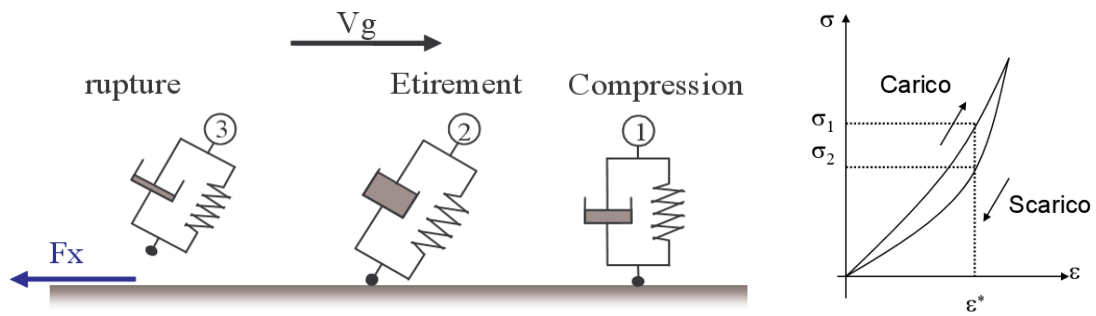 Vg
rupture Etirement Compression
3 2 1
Fx
σ
Carico
σ1
σ2
Scarico
ε
ε*